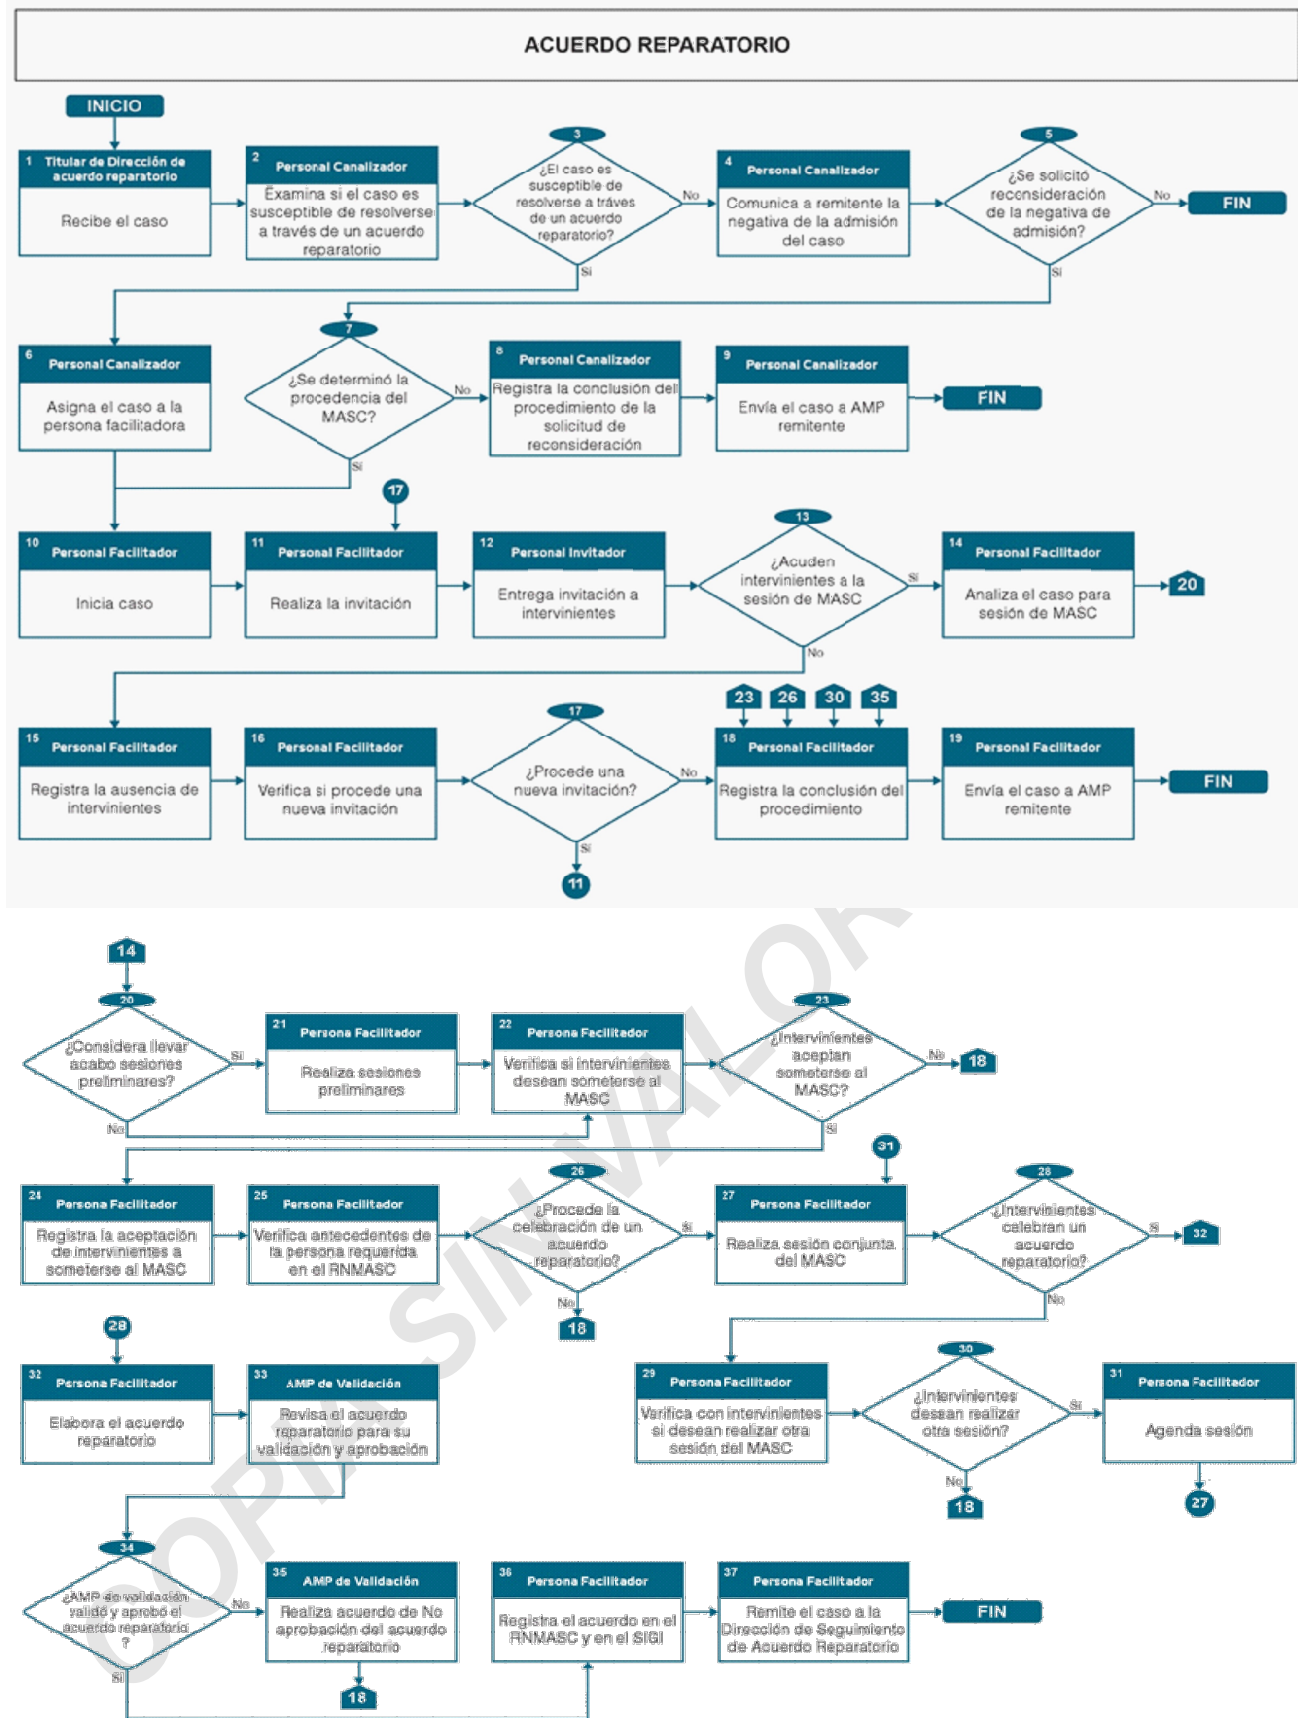 ACUERDO REPARATORIO
INICIO
1 Titular de Dirección de
acuerdo reparatorio
Recibe el caso
2
Personal Canalizador
Examina si el caso es
susceptible de resolverse
a través de un acuerdo
reparatorio
3
¿El caso es
susceptible de
resolverse a tráves
de un acuerdo
reparatorio?
No
Sí
4
Personal Canalizador
Comunica a remitente la
negativa de la admisión
del caso
5
¿Se solicitó
reconsideración
de la negativa de
admisión?
No
Sí
FIN
6
Personal Canalizador
Asigna el caso a la
persona facilitadora
7
¿Se determinó la
procedencia del
MASC?
No
Sí
8
Personal Canalizador
Registra la conclusión del
procedimiento de la
solicitud de
reconsideración
9
Personal Canalizador
Envía el caso a AMP
remitente
FIN
17
10
Personal Facilitador
Inicia caso
11
Personal Facilitador
Realiza la invitación
12
Personal Invitador
Entrega invitación a
intervinientes
13
¿Acuden
intervinientes a la
sesión de MASC
Sí
No
14
Personal Facilitador
Analiza el caso para
sesión de MASC
20
15
Personal Facilitador
Registra la ausencia de
intervinientes
16
Personal Facilitador
Verifica si procede una
nueva invitación
17
¿Procede una
nueva invitación?
No
Sí
11
23 26 30 35
18
Personal Facilitador
Registra la conclusión del
procedimiento
19
Personal Facilitador
Envía el caso a AMP
remitente
FIN
COPIA SIN VALOR
14
20
¿Considera llevar
acabo sesiones
preliminares?
Sí
No
21
Persona Facilitador
Realiza sesiones
preliminares
22
Persona Facilitador
Verifica si intervinientes
desean someterse al
MASC
23
¿Intervinientes
aceptan
someterse al
MASC?
No
Sí
18
24
Persona Facilitador
Registra la aceptación
de intervinientes a
someterse al MASC
25
Persona Facilitador
Verifica antecedentes de
la persona requerida
en el RNMASC
26
¿Procede la
celebración de un
acuerdo
reparatorio?
Sí
No
18
31
27
Persona Facilitador
Realiza sesión conjunta
del MASC
28
¿Intervinientes
celebran un
acuerdo
reparatorio?
Sí
No
32
28
32
Persona Facilitador
Elabora el acuerdo
reparatorio
33
AMP de Validación
Revisa el acuerdo
reparatorio para su
validación y aprobación
29
Persona Facilitador
Verifica con intervinientes
si desean realizar otra
sesión del MASC
30
¿Intervinientes
desean realizar
otra sesión?
Sí
No
18
31
Persona Facilitador
Agenda sesión
27
34
¿AMP de validación
validó y aprobó el
acuerdo reparatorio
?
No
Sí
35
AMP de Validación
Realiza acuerdo de No
aprobación del acuerdo
reparatorio
18
36
Persona Facilitador
Registra el acuerdo en el
RNMASC y en el SIGI
37
Persona Facilitador
Remite el caso a la
Dirección de Seguimiento
de Acuerdo Reparatorio
FIN